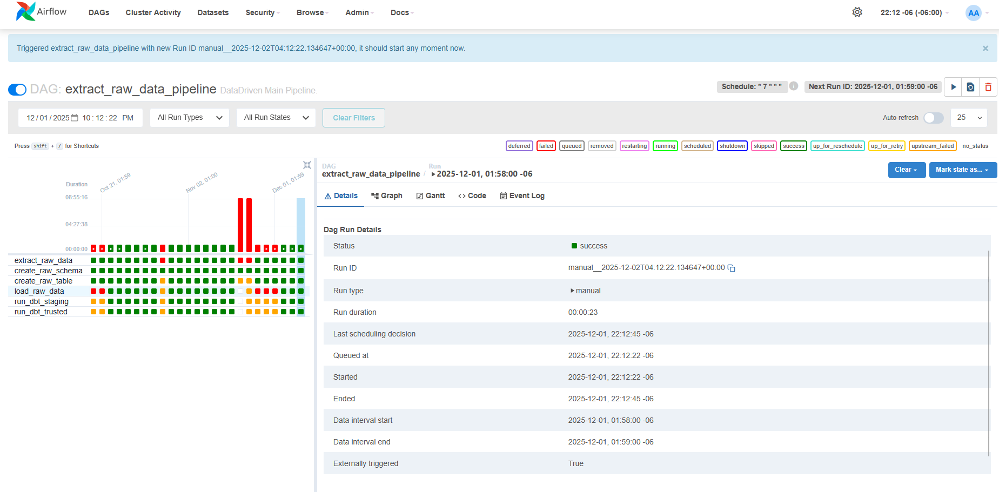 Airflow DAGs Cluster Activity Datasets Security Browse Admin Docs 22:12 -06 (-06:00) AA
Triggered extract_raw_data_pipeline with new Run ID manual__2025-12-02T04:12:22.134647+00:00, it should start any moment now. ×
DAG: extract_raw_data_pipeline DataDriven Main Pipeline. Schedule: * 7 * * * i Next Run ID: 2025-12-01, 01:59:00 -06
12/01/2025 10:12:22 PM All Run Types All Run States Clear Filters Auto-refresh 25
Press shift + / for Shortcuts deferred failed queued removed restarting running scheduled shutdown skipped success up_for_reschedule up_for_retry upstream_failed no_status
Oct 21, 01:59 Nov 02, 01:00 Dec 01, 01:59
Duration
08:55:16
04:27:38
00:00:00
extract_raw_data
create_raw_schema
create_raw_table
load_raw_data
run_dbt_staging
run_dbt_trusted
DAG Run
extract_raw_data_pipeline / 2025-12-01, 01:58:00 -06 Clear Mark state as...
Details Graph Gantt Code Event Log
Dag Run Details
Status success
Run ID manual__2025-12-02T04:12:22.134647+00:00
Run type manual
Run duration 00:00:23
Last scheduling decision 2025-12-01, 22:12:45 -06
Queued at 2025-12-01, 22:12:22 -06
Started 2025-12-01, 22:12:22 -06
Ended 2025-12-01, 22:12:45 -06
Data interval start 2025-12-01, 01:58:00 -06
Data interval end 2025-12-01, 01:59:00 -06
Externally triggered True